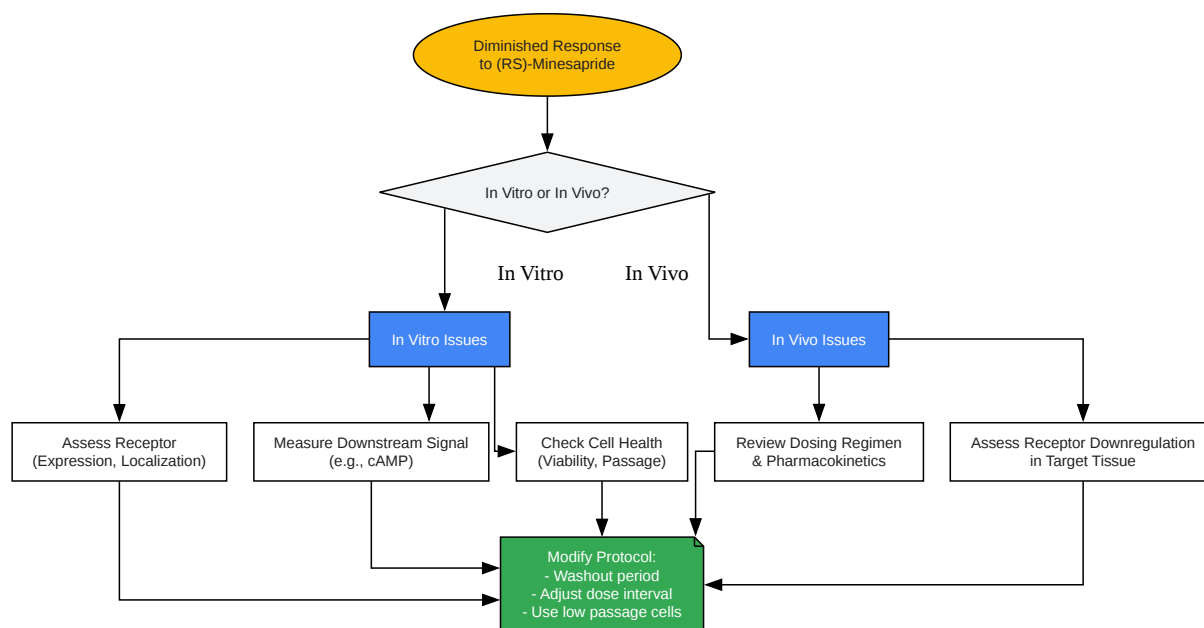 Diminished Response
to (RS)-Minesapride
In Vitro or In Vivo?
In Vitro
In Vivo
In Vitro Issues
In Vivo Issues
Assess Receptor
(Expression, Localization)
Measure Downstream Signal
(e.g., cAMP)
Check Cell Health
(Viability, Passage)
Review Dosing Regimen
& Pharmacokinetics
Assess Receptor Downregulation
in Target Tissue
Modify Protocol:
- Washout period
- Adjust dose interval
- Use low passage cells